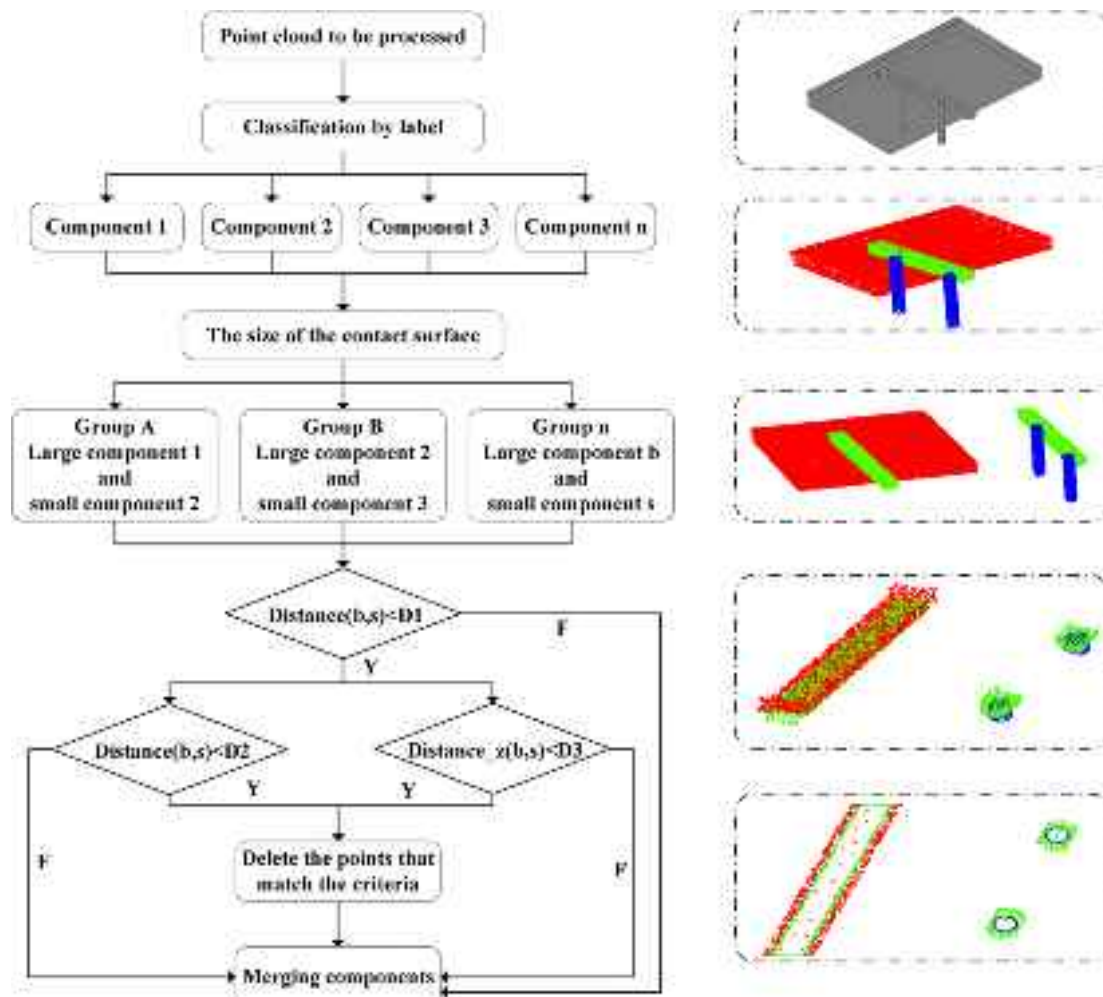 Point cloud to be processed
Classification by label
Component 1
Component 2
Component 3
Component n
The size of the contact surface
Group A
Large component 1
and
small component 2
Group B
Large component 2
and
small component 3
Group n
Large component b
and
small component s
Distance(b,s)<D1
F
Y
Distance(b,s)<D2
Distance_z(b,s)<D3
Y
Y
F
F
Delete the points that
match the criteria
Merging components